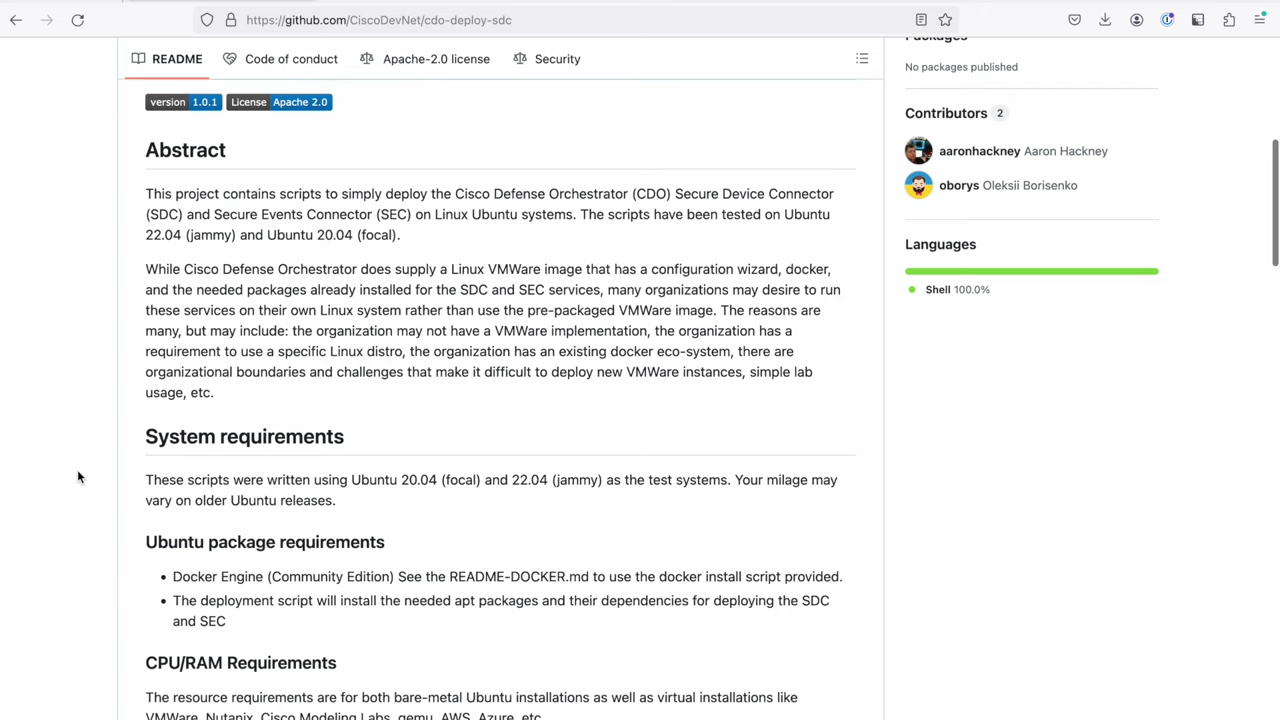 https://github.com/CiscoDevNet/cdo-deploy-sdc
README
Code of conduct
Apache-2.0 license
Security
version 1.0.1
License Apache 2.0
Abstract
This project contains scripts to simply deploy the Cisco Defense Orchestrator (CDO) Secure Device Connector
(SDC) and Secure Events Connector (SEC) on Linux Ubuntu systems. The scripts have been tested on Ubuntu
22.04 (jammy) and Ubuntu 20.04 (focal).
While Cisco Defense Orchestrator does supply a Linux VMWare image that has a configuration wizard, docker,
and the needed packages already installed for the SDC and SEC services, many organizations may desire to run
these services on their own Linux system rather than use the pre-packaged VMWare image. The reasons are
many, but may include: the organization may not have a VMWare implementation, the organization has a
requirement to use a specific Linux distro, the organization has an existing docker eco-system, there are
organizational boundaries and challenges that make it difficult to deploy new VMWare instances, simple lab
usage, etc.
System requirements
These scripts were written using Ubuntu 20.04 (focal) and 22.04 (jammy) as the test systems. Your milage may
vary on older Ubuntu releases.
Ubuntu package requirements
• Docker Engine (Community Edition) See the README-DOCKER.md to use the docker install script provided.
• The deployment script will install the needed apt packages and their dependencies for deploying the SDC
and SEC
CPU/RAM Requirements
The resource requirements are for both bare-metal Ubuntu installations as well as virtual installations like
VMWare, Nutanix, Cisco Modeling Labs, qemu, AWS, Azure, etc.
Packages
No packages published
Contributors 2
aaronhackney Aaron Hackney
oborys Oleksii Borisenko
Languages
Shell 100.0%